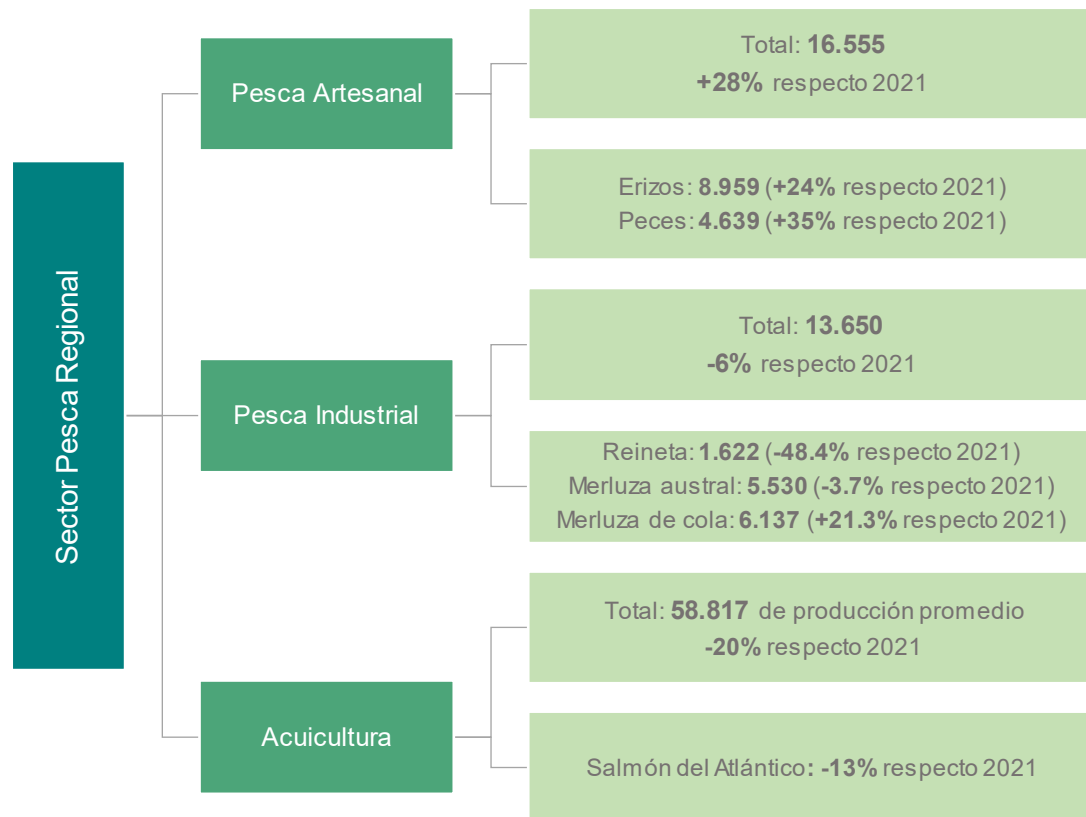 Sector Pesca Regional
Pesca Artesanal
Total: 16.555
+28% respecto 2021
Erizos: 8.959 (+24% respecto 2021)
Peces: 4.639 (+35% respecto 2021)
Pesca Industrial
Total: 13.650
-6% respecto 2021
Reineta: 1.622 (-48.4% respecto 2021)
Merluza austral: 5.530 (-3.7% respecto 2021)
Merluza de cola: 6.137 (+21.3% respecto 2021)
Acuicultura
Total: 58.817 de producción promedio
-20% respecto 2021
Salmón del Atlántico: -13% respecto 2021